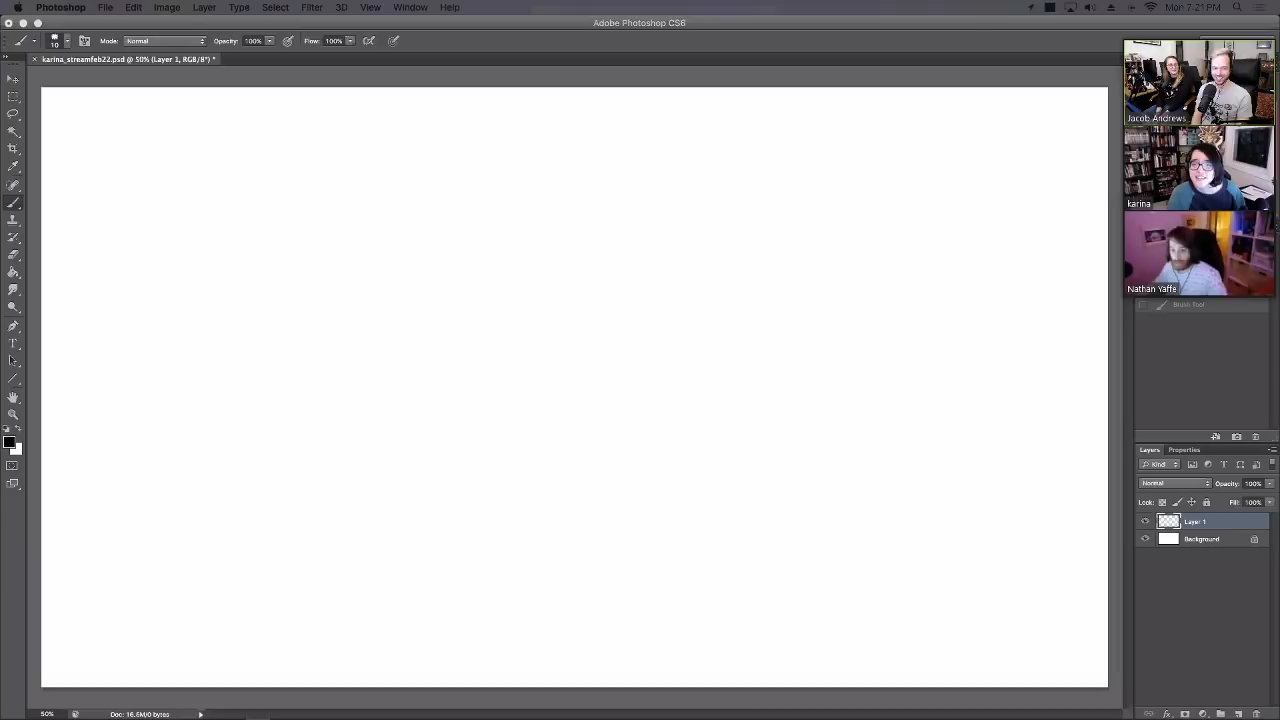 Photoshop File Edit Image Layer Type Select Filter 3D View Window Help Mon 7:21 PM
Adobe Photoshop CS6
10 Mode: Normal Opacity: 100% Flow: 100%
× karina_streamfeb22.psd @ 50% (Layer 1, RGB/8*) *
Jacob Andrews
karina
Nathan Yaffe
Brush Tool
Layers Properties
Kind
Normal Opacity: 100%
Lock: Fill: 100%
Layer 1
Background
50% Doc: 16.6M/0 bytes